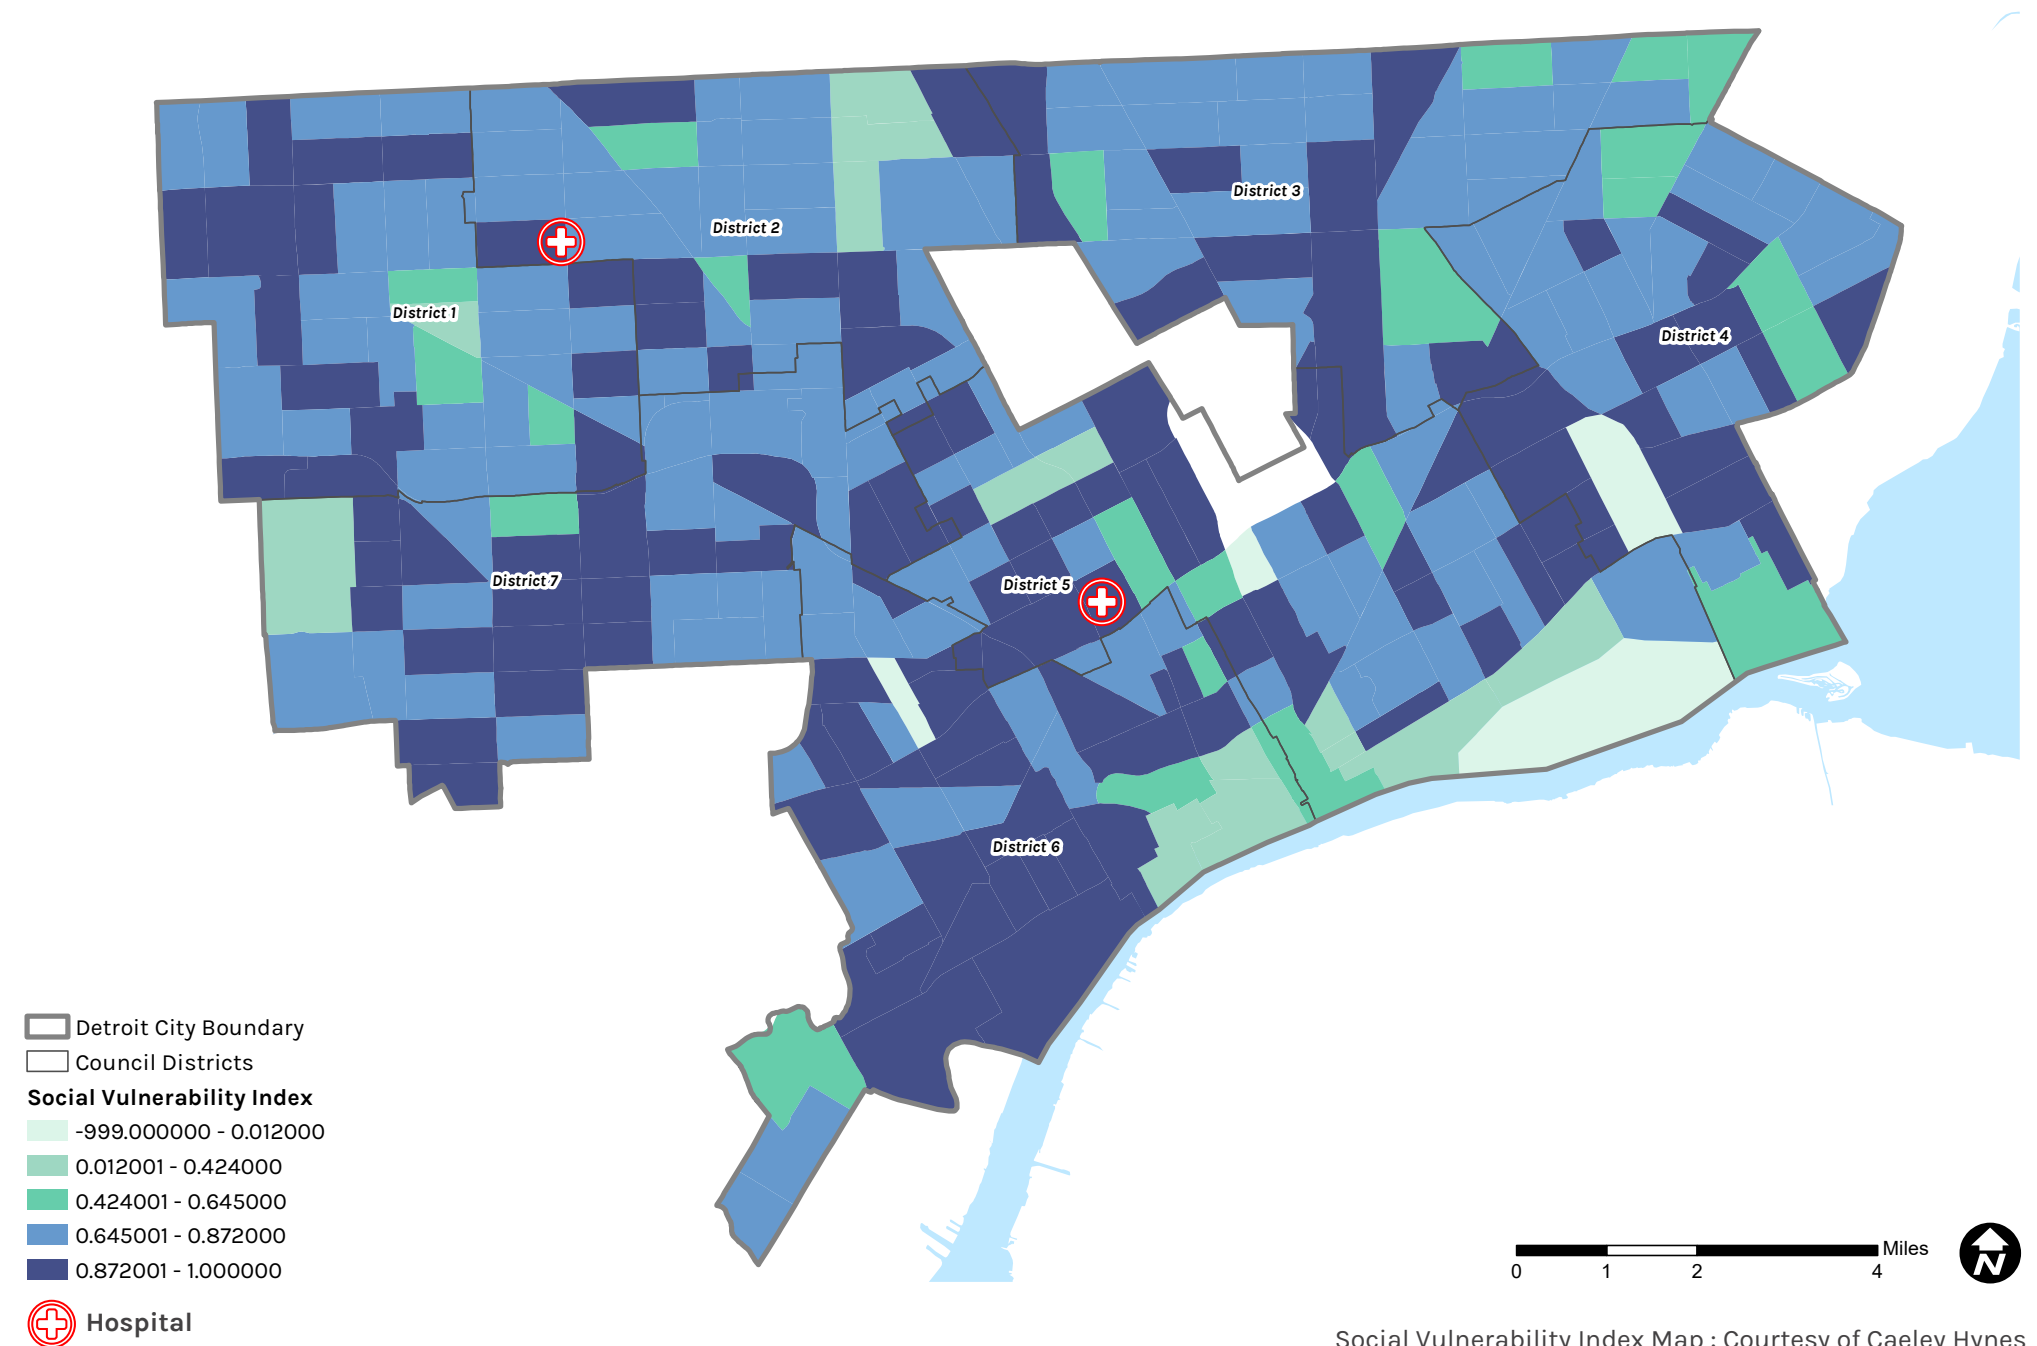 District 3
District 2
District 1
District 4
District 7
District 5
District 6
Detroit City Boundary
Council Districts
Social Vulnerability Index
-999.000000 - 0.012000
0.012001 - 0.424000
0.424001 - 0.645000
0.645001 - 0.872000
0.872001 - 1.000000
Hospital
Miles
0 1 2 4
N
Social Vulnerability Index Map : Courtesy of Caeley Hynes